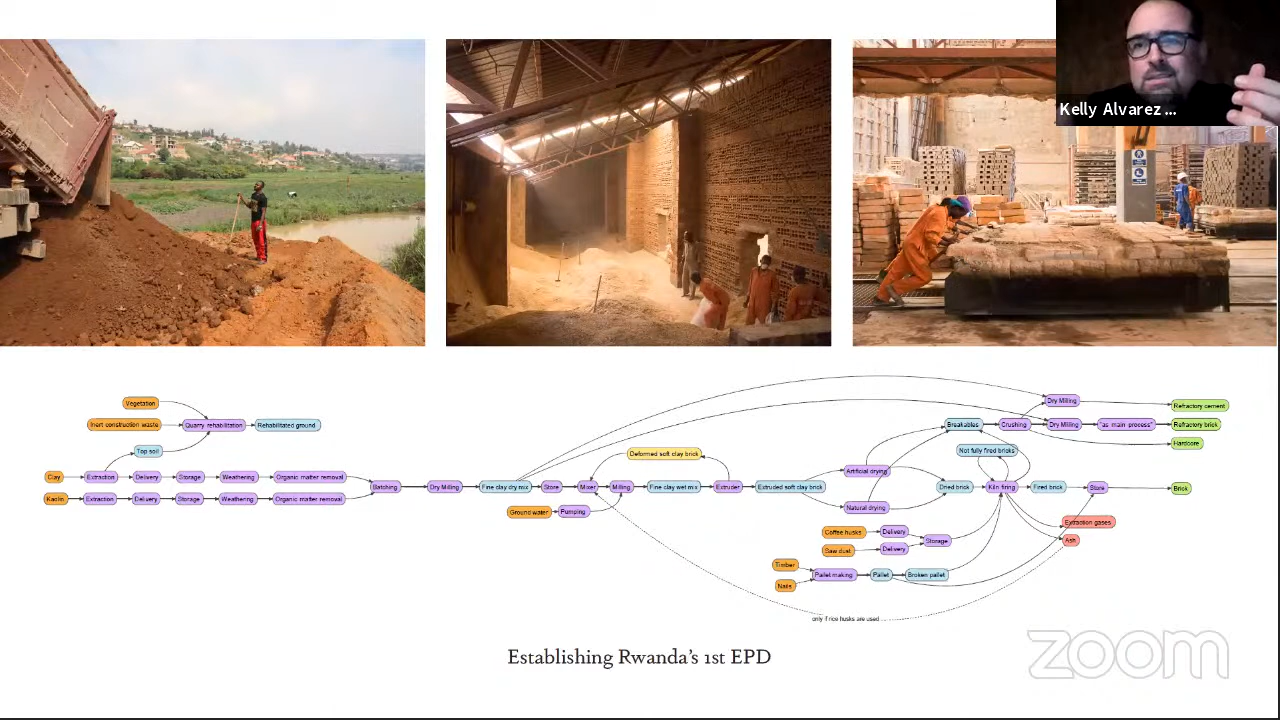 Kelly Alvarez ...
Vegetation
Inert construction waste
Quarry rehabilitation
Rehabilitated ground
Top soil
Clay
Extraction
Delivery
Storage
Weathering
Organic matter removal
Kaolin
Extraction
Delivery
Storage
Weathering
Organic matter removal
Batching
Dry Milling
Fine clay dry mix
Store
Mixer
Milling
Fine clay wet mix
Extruder
Extruded soft clay brick
Deformed soft clay brick
Ground water
Pumping
Artificial drying
Natural drying
Dried brick
Kiln firing
Fired brick
Store
Brick
Breakables
Crushing
Dry Milling
Refractory cement
Dry Milling
"as main process"
Refractory brick
Hardcore
Not fully fired bricks
Extraction gases
Ash
Coffee husks
Delivery
Saw dust
Delivery
Storage
Timber
Nails
Pallet making
Pallet
Broken pallet
only if rice husks are used
Establishing Rwanda's 1st EPD
zoom